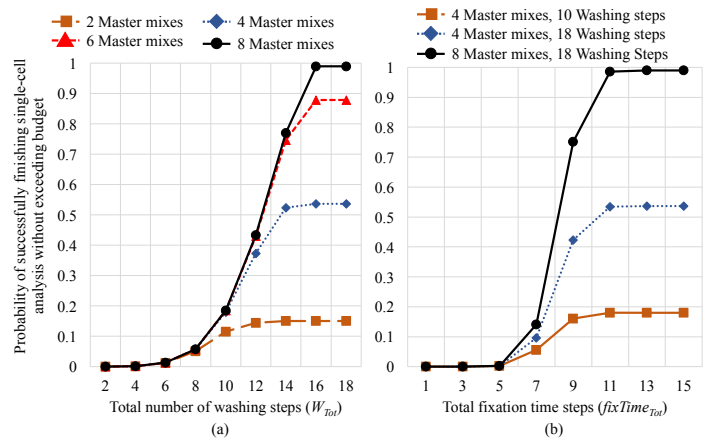 2 Master mixes
4 Master mixes
6 Master mixes
8 Master mixes
Probability of successfully finishing single-cell
analysis without exceeding budget
1
0.9
0.8
0.7
0.6
0.5
0.4
0.3
0.2
0.1
0
2 4 6 8 10 12 14 16 18
Total number of washing steps (W_Tot)
(a)
4 Master mixes, 10 Washing steps
4 Master mixes, 18 Washing steps
8 Master mixes, 18 Washing Steps
1
0.9
0.8
0.7
0.6
0.5
0.4
0.3
0.2
0.1
0
1 3 5 7 9 11 13 15
Total fixation time steps (fixTime_Tot)
(b)